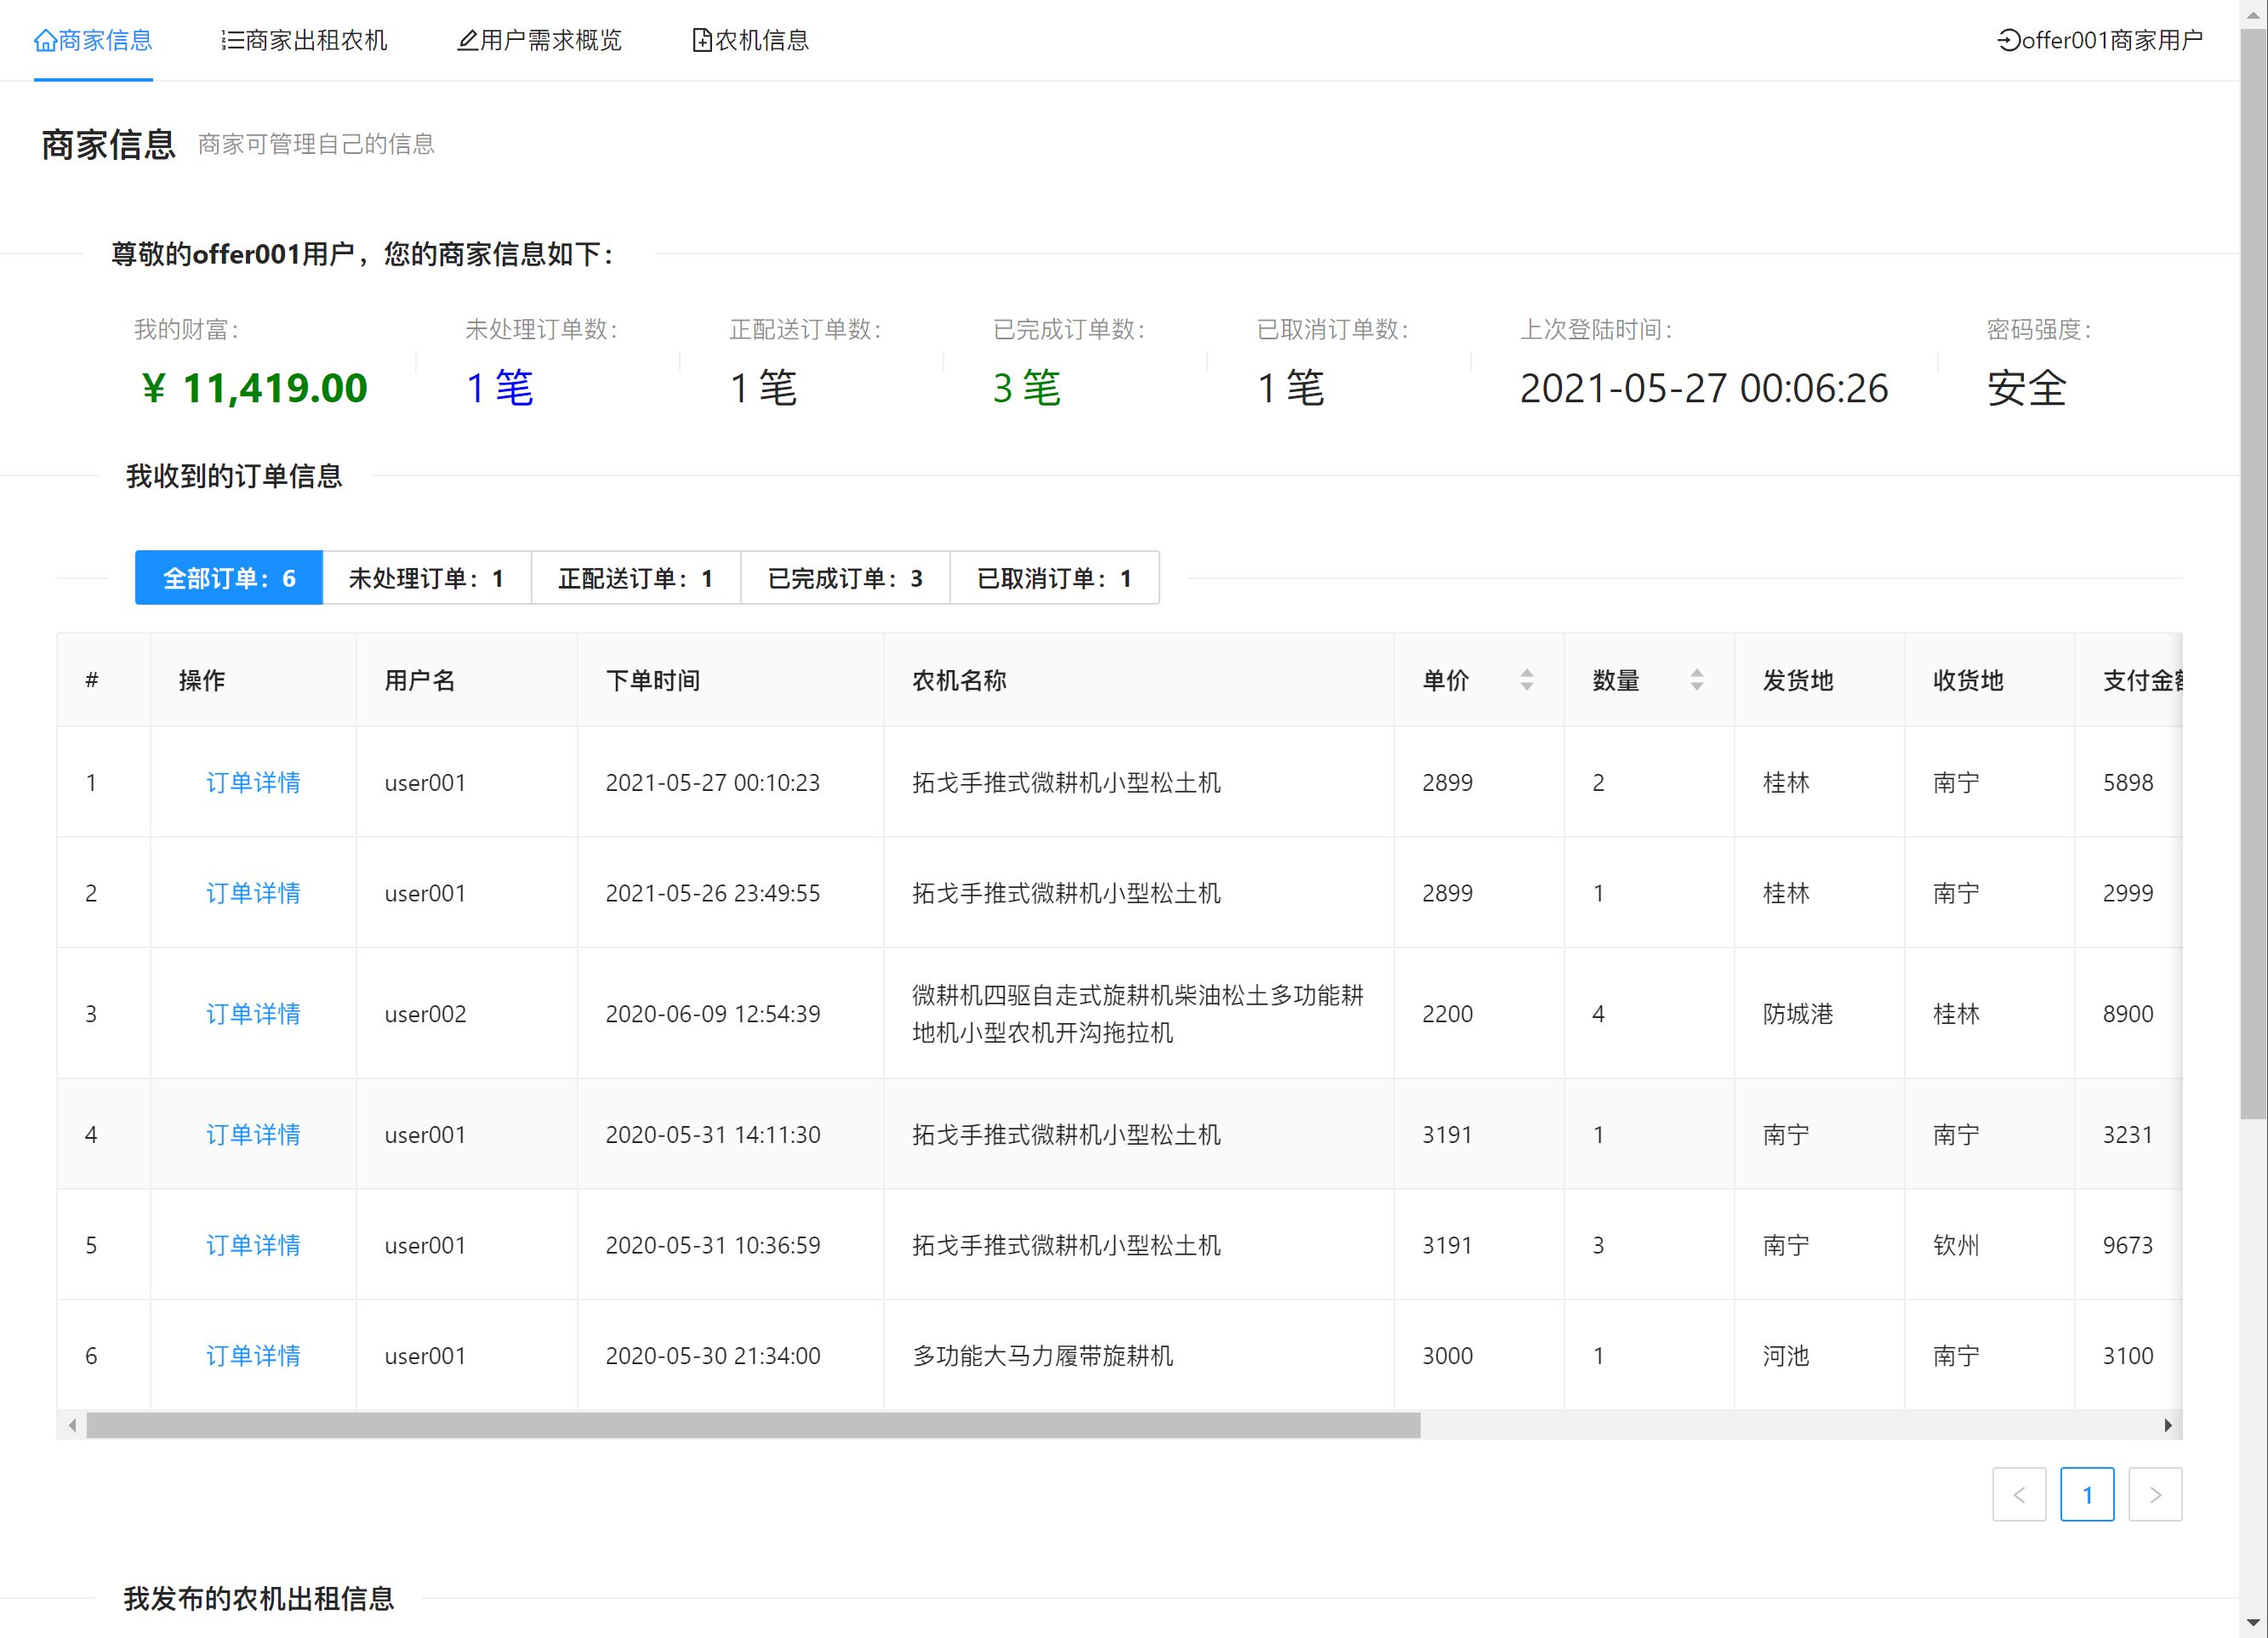 商家信息 商家出租农机 用户需求概览 农机信息 offer001商家用户
商家信息 商家可管理自己的信息
尊敬的offer001用户，您的商家信息如下：
我的财富： 未处理订单数： 正配送订单数： 已完成订单数： 已取消订单数： 上次登陆时间： 密码强度：
¥ 11,419.00 1 笔 1 笔 3 笔 1 笔 2021-05-27 00:06:26 安全
我收到的订单信息
全部订单：6 未处理订单：1 正配送订单：1 已完成订单：3 已取消订单：1
# 操作 用户名 下单时间 农机名称 单价 数量 发货地 收货地 支付金
1 订单详情 user001 2021-05-27 00:10:23 拓戈手推式微耕机小型松土机 2899 2 桂林 南宁 5898
2 订单详情 user001 2021-05-26 23:49:55 拓戈手推式微耕机小型松土机 2899 1 桂林 南宁 2999
3 订单详情 user002 2020-06-09 12:54:39 微耕机四驱自走式旋耕机柴油松土多功能耕 2200 4 防城港 桂林 8900
地机小型农机开沟拖拉机
4 订单详情 user001 2020-05-31 14:11:30 拓戈手推式微耕机小型松土机 3191 1 南宁 南宁 3231
5 订单详情 user001 2020-05-31 10:36:59 拓戈手推式微耕机小型松土机 3191 3 南宁 钦州 9673
6 订单详情 user001 2020-05-30 21:34:00 多功能大马力履带旋耕机 3000 1 河池 南宁 3100
< 1 >
我发布的农机出租信息